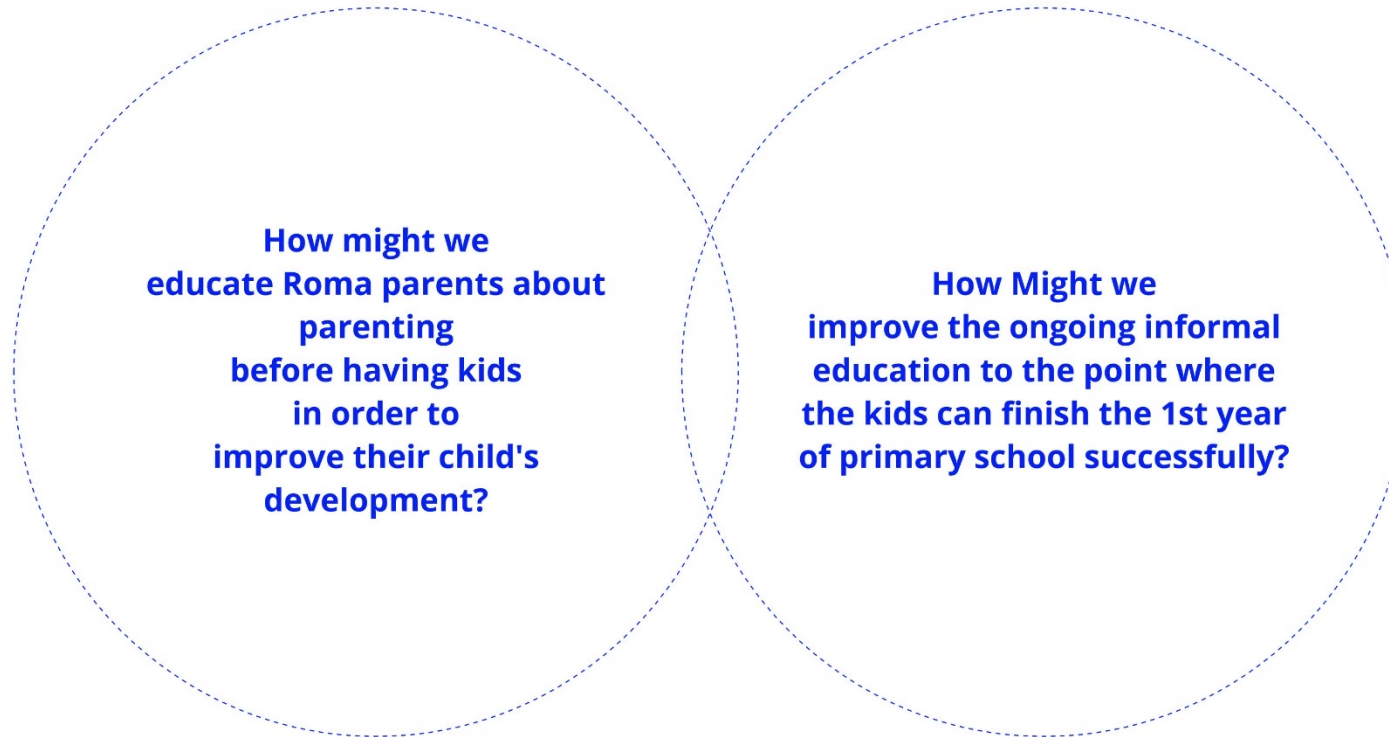 How might we
educate Roma parents about
parenting
before having kids
in order to
improve their child's
development?
How Might we
improve the ongoing informal
education to the point where
the kids can finish the 1st year
of primary school successfully?